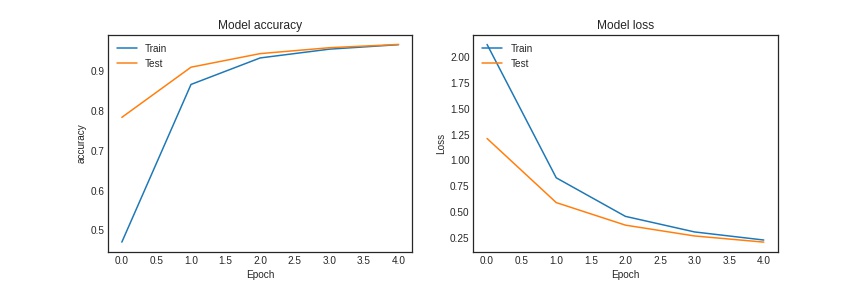 Model accuracy
Train
Test
0.9
0.8
0.7
0.6
0.5
accuracy
0.0 0.5 1.0 1.5 2.0 2.5 3.0 3.5 4.0
Epoch
Model loss
Train
Test
2.00
1.75
1.50
1.25
1.00
0.75
0.50
0.25
Loss
0.0 0.5 1.0 1.5 2.0 2.5 3.0 3.5 4.0
Epoch